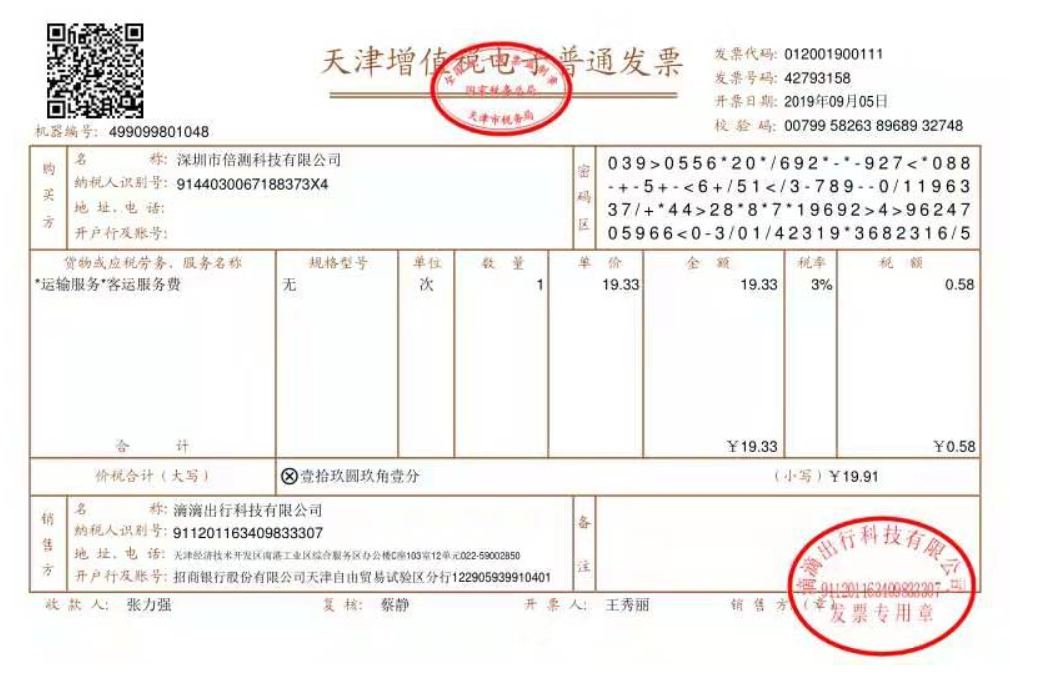 天津增值税电子普通发票
全国统一发票监制章
国家税务总局
天津市税务局
发票代码: 012001900111
发票号码: 42793158
开票日期: 2019年09月05日
校 验 码: 00799 58263 89689 32748
机器编号: 499099801048
购买方
名 称: 深圳市倍测科技有限公司
纳税人识别号: 9144030067188373X4
地 址、电 话:
开户行及账号:
密码区
039>0556*20*/692*-*-927<*088
-+-5+-<6+/51</3-789--0/11963
37/+*44>28*8*7*19692>4>96247
05966<0-3/01/42319*3682316/5
货物或应税劳务、服务名称 规格型号 单位 数 量 单 价 金 额 税率 税 额
*运输服务*客运服务费 无 次 1 19.33 19.33 3% 0.58
合 计 ￥19.33 ￥0.58
价税合计（大写） ⊗壹拾玖圆玖角壹分 （小写）￥19.91
销售方
名 称: 滴滴出行科技有限公司
纳税人识别号: 911201163409833307
地 址、电 话: 天津经济技术开发区南港工业区综合服务区办公楼C座103室12单元022-59002850
开户行及账号: 招商银行股份有限公司天津自由贸易试验区分行122905939910401
备注
收 款 人: 张力强 复 核: 蔡静 开 票 人: 王秀丽 销 售 方:（章）
滴滴出行科技有限公司
911201163409833307
发票专用章